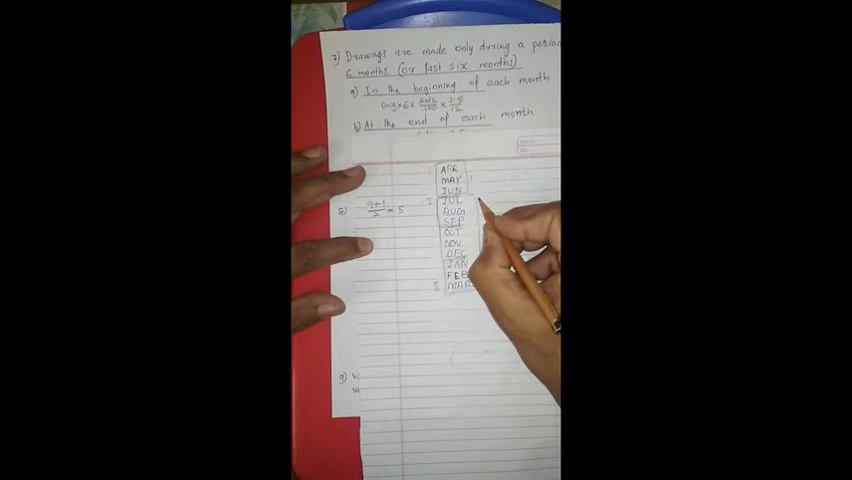 7) Drawings are made only during a period
6 months (or last six months)
a) In the beginning of each month
Dwg x 6 x Rate/100 x 3.5/12
b) At the end of each month
APR
MAY
JUN
I JUL
8) 9+1/2 = 5
AUG
SEP
OCT
NOV
DEC
JAN
FEB
I MAR
9)